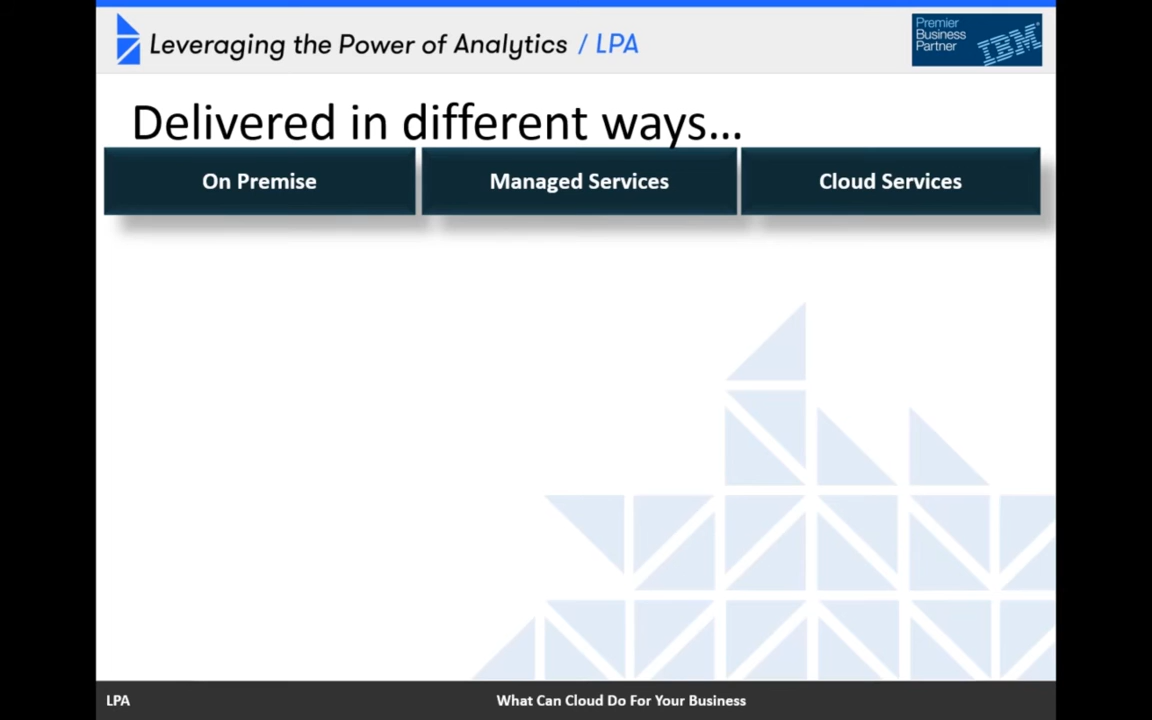 Leveraging the Power of Analytics / LPA
Premier
Business
Partner
IBM®
Delivered in different ways...
On Premise
Managed Services
Cloud Services
LPA
What Can Cloud Do For Your Business